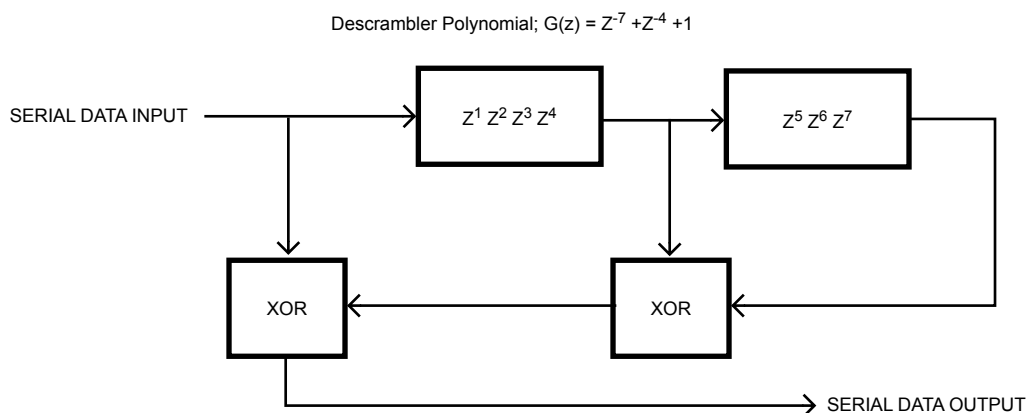 Descrambler Polynomial; G(z) = Z⁻⁷ +Z⁻⁴ +1
SERIAL DATA INPUT
Z¹ Z² Z³ Z⁴
Z⁵ Z⁶ Z⁷
XOR
XOR
SERIAL DATA OUTPUT